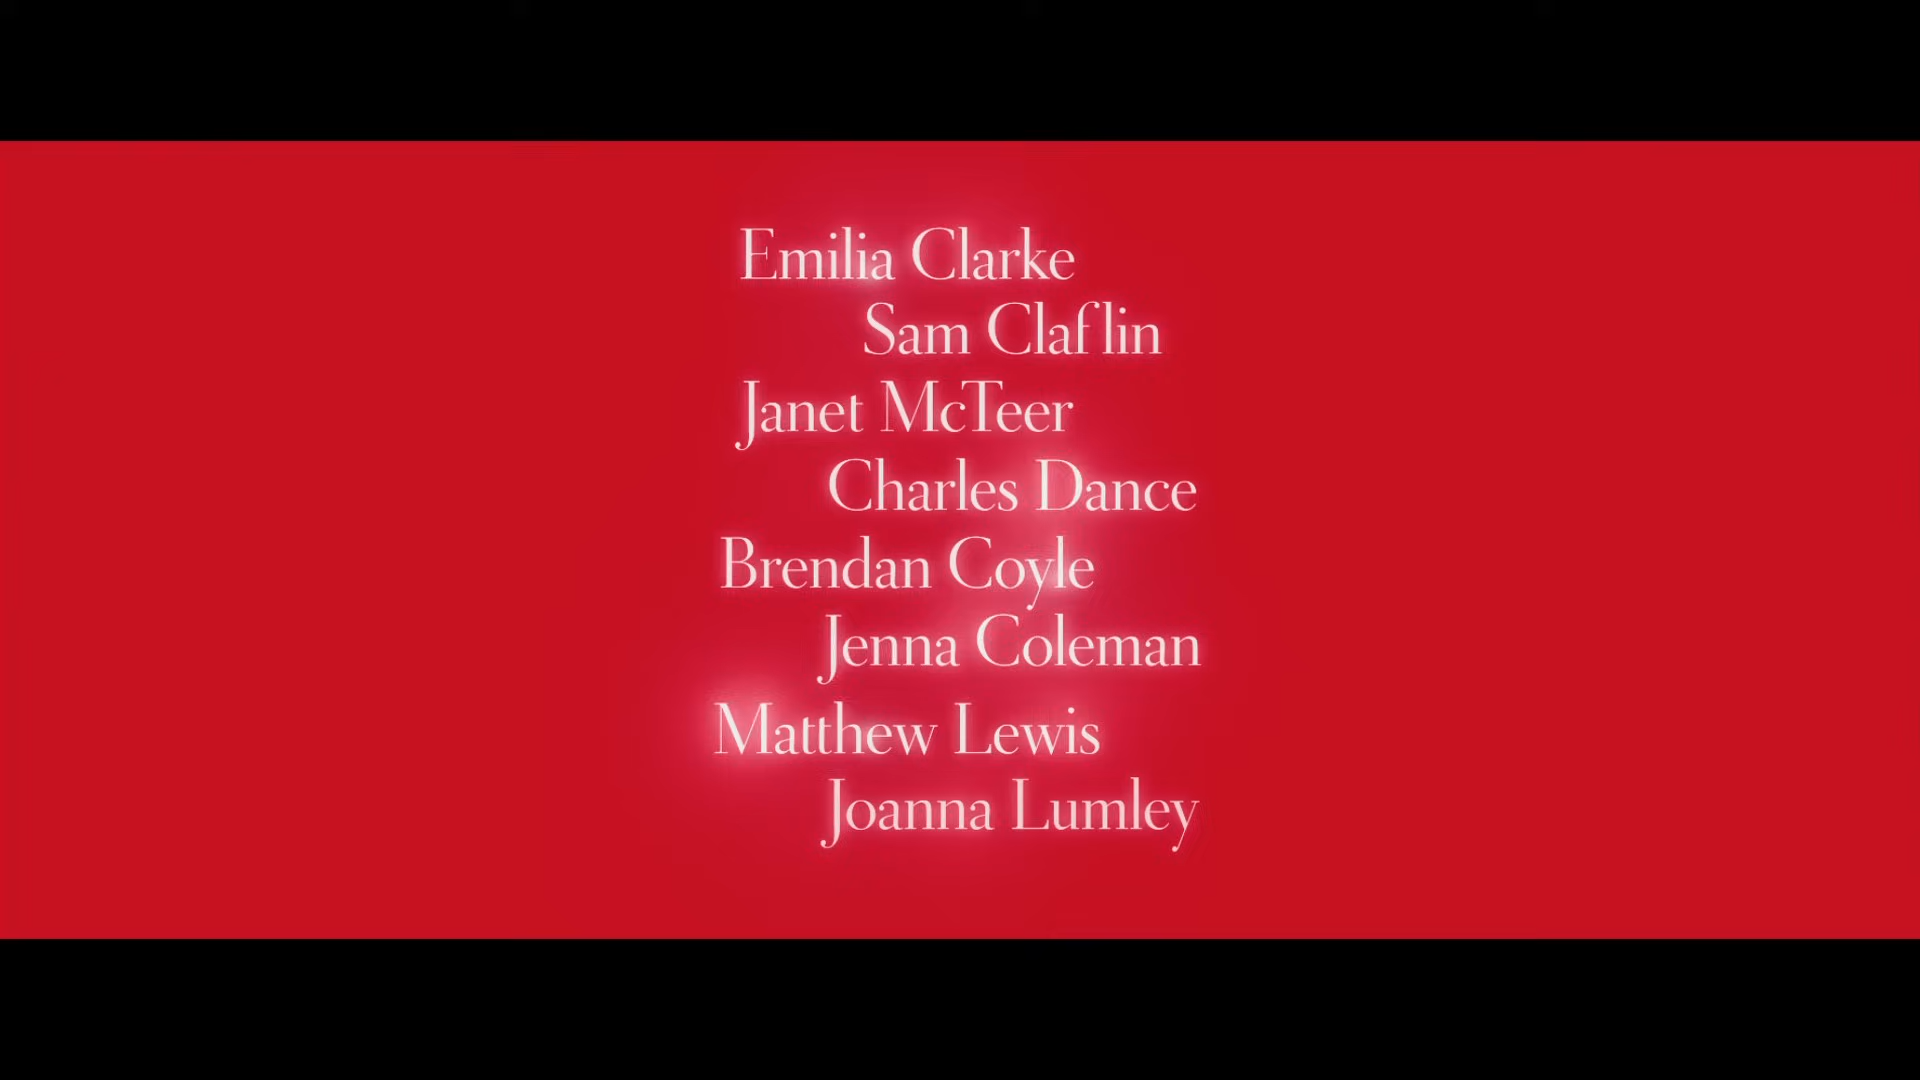 Emilia Clarke
Sam Claflin
Janet McTeer
Charles Dance
Brendan Coyle
Jenna Coleman
Matthew Lewis
Joanna Lumley